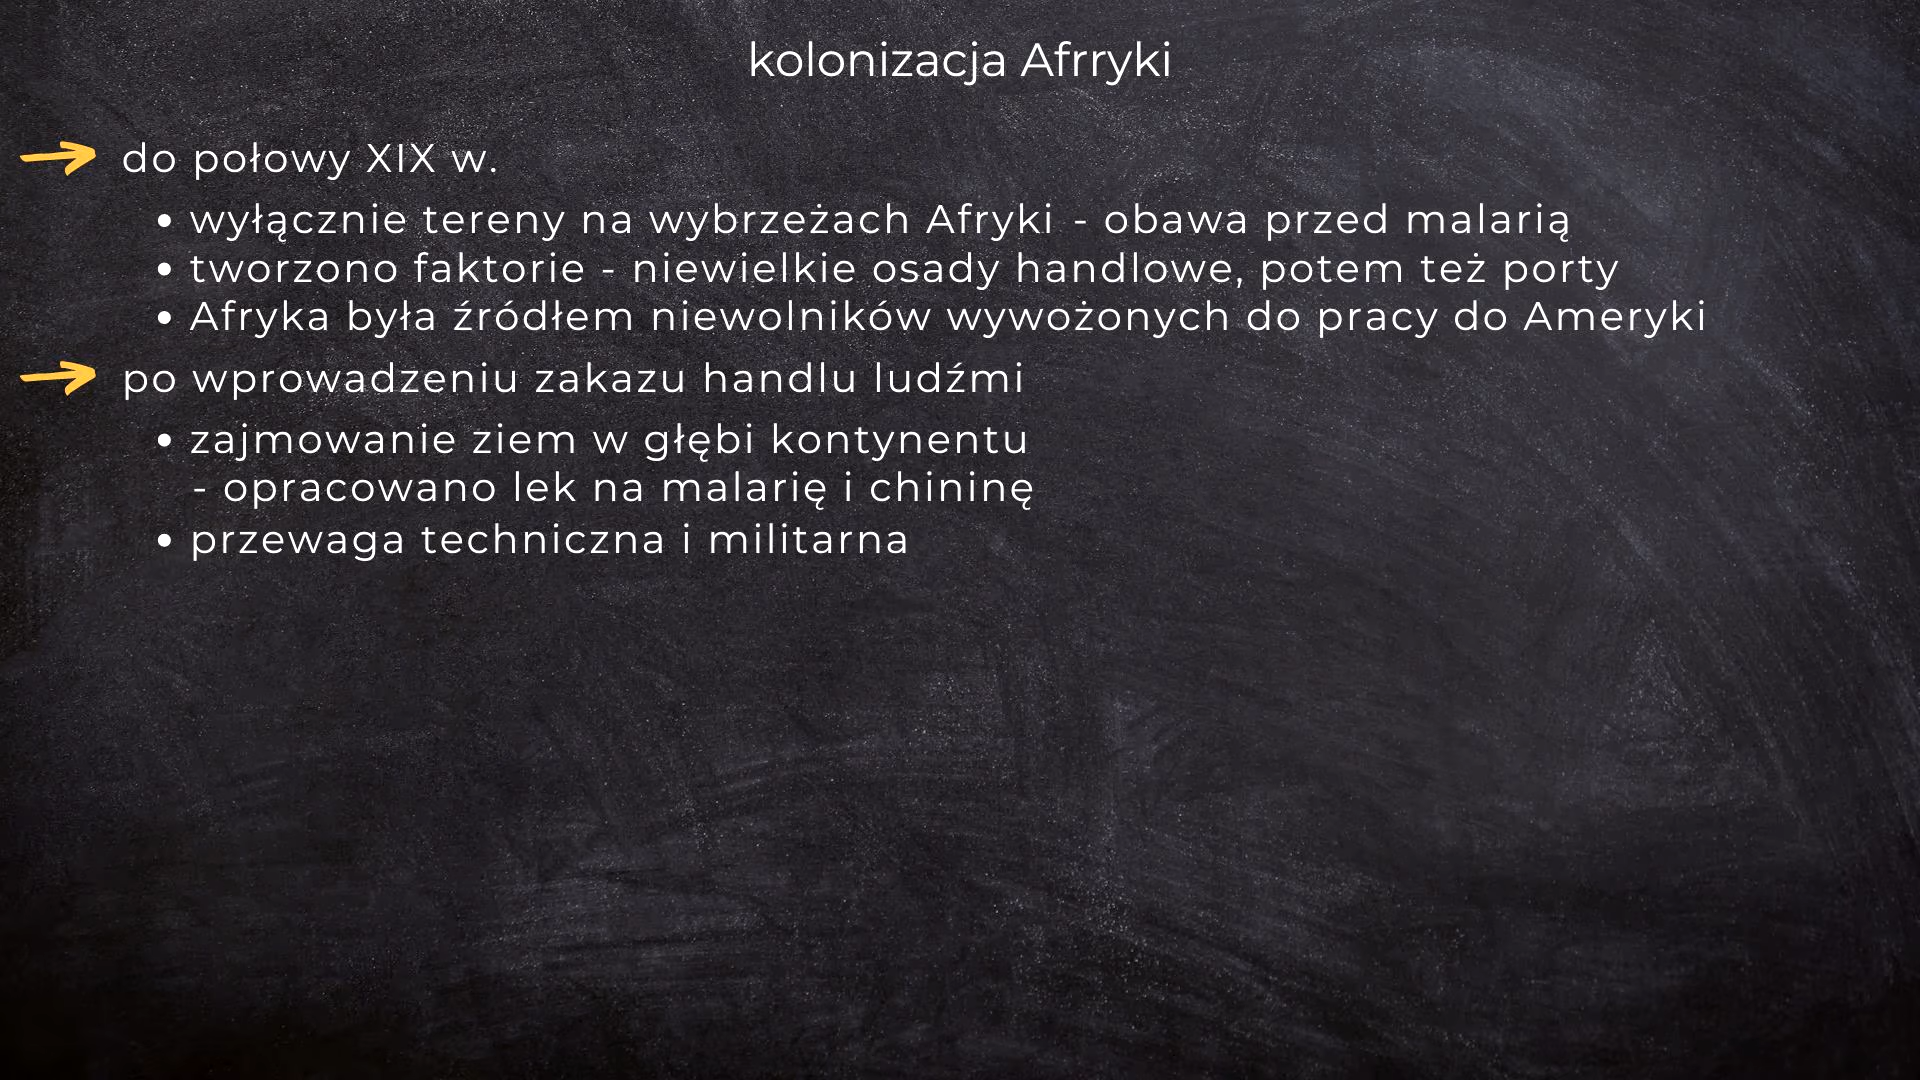 kolonizacja Afrryki
do połowy XIX w.
wyłącznie tereny na wybrzeżach Afryki - obawa przed malarią
tworzono faktorie - niewielkie osady handlowe, potem też porty
Afryka była źródłem niewolników wywożonych do pracy do Ameryki
po wprowadzeniu zakazu handlu ludźmi
zajmowanie ziem w głębi kontynentu
- opracowano lek na malarię i chininę
przewaga techniczna i militarna